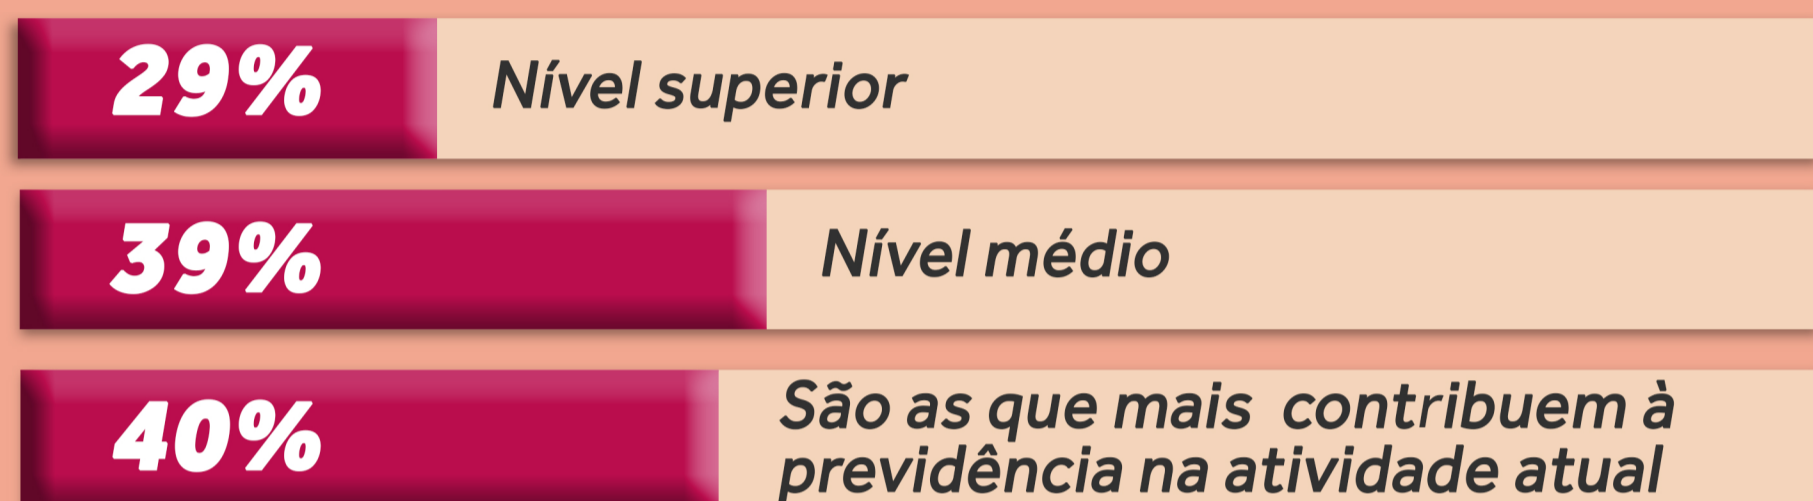 29% Nível superior
39% Nível médio
40% São as que mais contribuem à
previdência na atividade atual